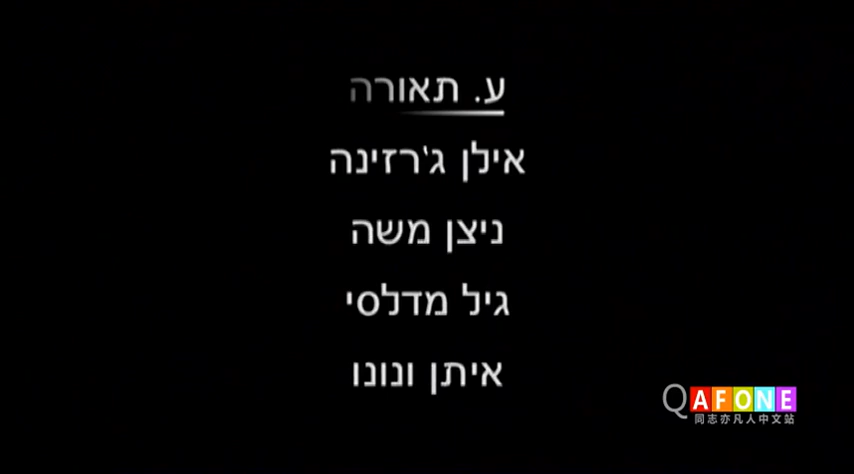 ע. תאורה
אילן ג'רזינה
ניצן משה
גיל מדלסי
איתן ונונו
QAFONE
同志亦凡人中文站